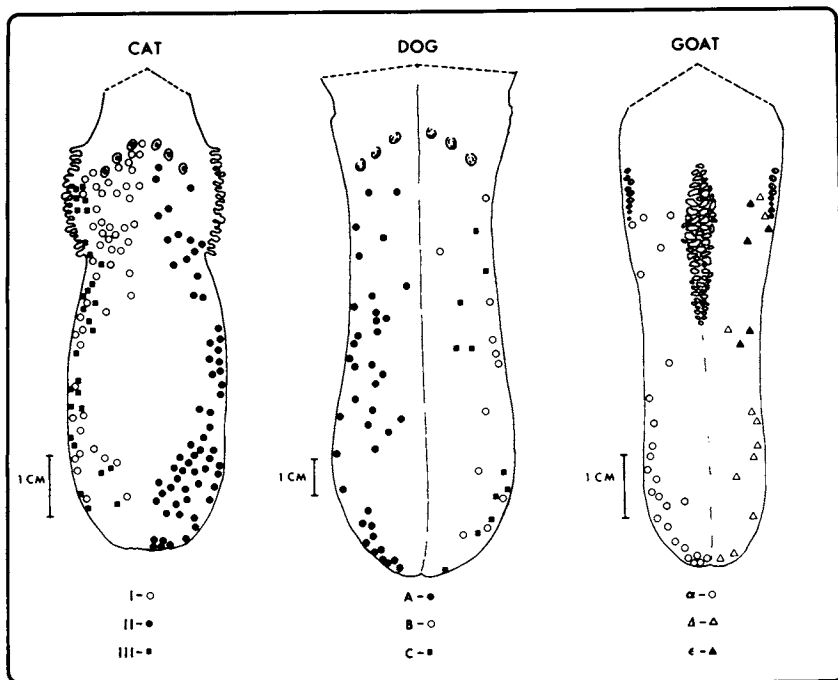 CAT DOG GOAT
1 CM 1 CM 1 CM
I - ○ A - ● α - ○
II - ● B - ○ Δ - △
III - ■ C - ■ ε - ▲